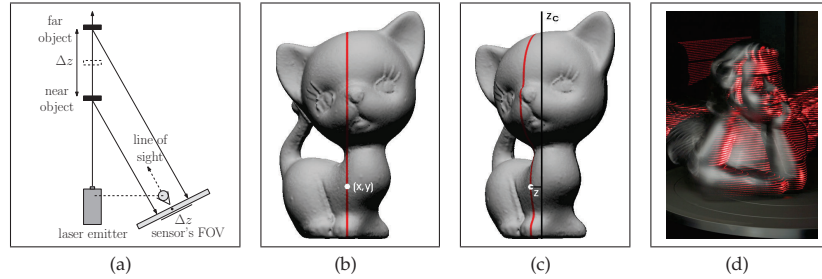 far
object
Δz
near
object
line of
sight
Δz
laser emitter
sensor's FOV
(x,y)
z_c
z
(a)
(b)
(c)
(d)